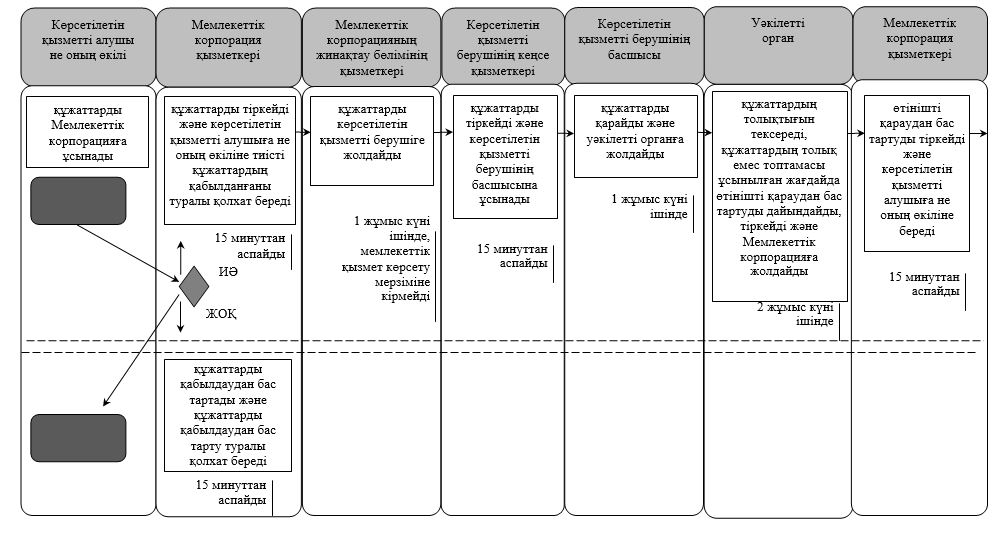 Көрсетілетін
қызметті алушы
не оның өкілі
Мемлекеттік
корпорация
қызметкері
Мемлекеттік
корпорацияның
жинақтау бөлімінің
қызметкері
Көрсетілетін
қызметті
берушінің кеңсе
қызметкері
Көрсетілетін
қызметті берушінің
басшысы
Уәкілетті
орган
Мемлекеттік
корпорация
қызметкері
құжаттарды
Мемлекеттік
корпорацияға
ұсынады
құжаттарды тіркейді
және көрсетілетін
қызметті алушыға не
оның өкіліне тиісті
құжаттардың
қабылданғаны
туралы қолхат береді
15 минуттан
аспайды
ИӘ
ЖОҚ
құжаттарды
қабылдаудан бас
тартады және
құжаттарды
қабылдаудан бас
тарту туралы
қолхат береді
15 минуттан
аспайды
құжаттарды
көрсетілетін
қызметті берушіге
жолдайды
1 жұмыс күні
ішінде,
мемлекеттік
қызмет көрсету
мерзіміне
кірмейді
құжаттарды
тіркейді және
көрсетілетін
қызметті
берушінің
басшысына
ұсынады
15 минуттан
аспайды
құжаттарды
қарайды және
уәкілетті органға
жолдайды
1 жұмыс күні
ішінде
құжаттардың
толықтығын
тексереді,
құжаттардың толық
емес топтамасы
ұсынылған жағдайда
өтінішті қараудан бас
тартуды дайындайды,
тіркейді және
Мемлекеттік
корпорацияға
жолдайды
2 жұмыс күні
ішінде
өтінішті
қараудан бас
тартуды тіркейді
және
көрсетілетін
қызметті
алушыға не
оның өкіліне
береді
15 минуттан
аспайды